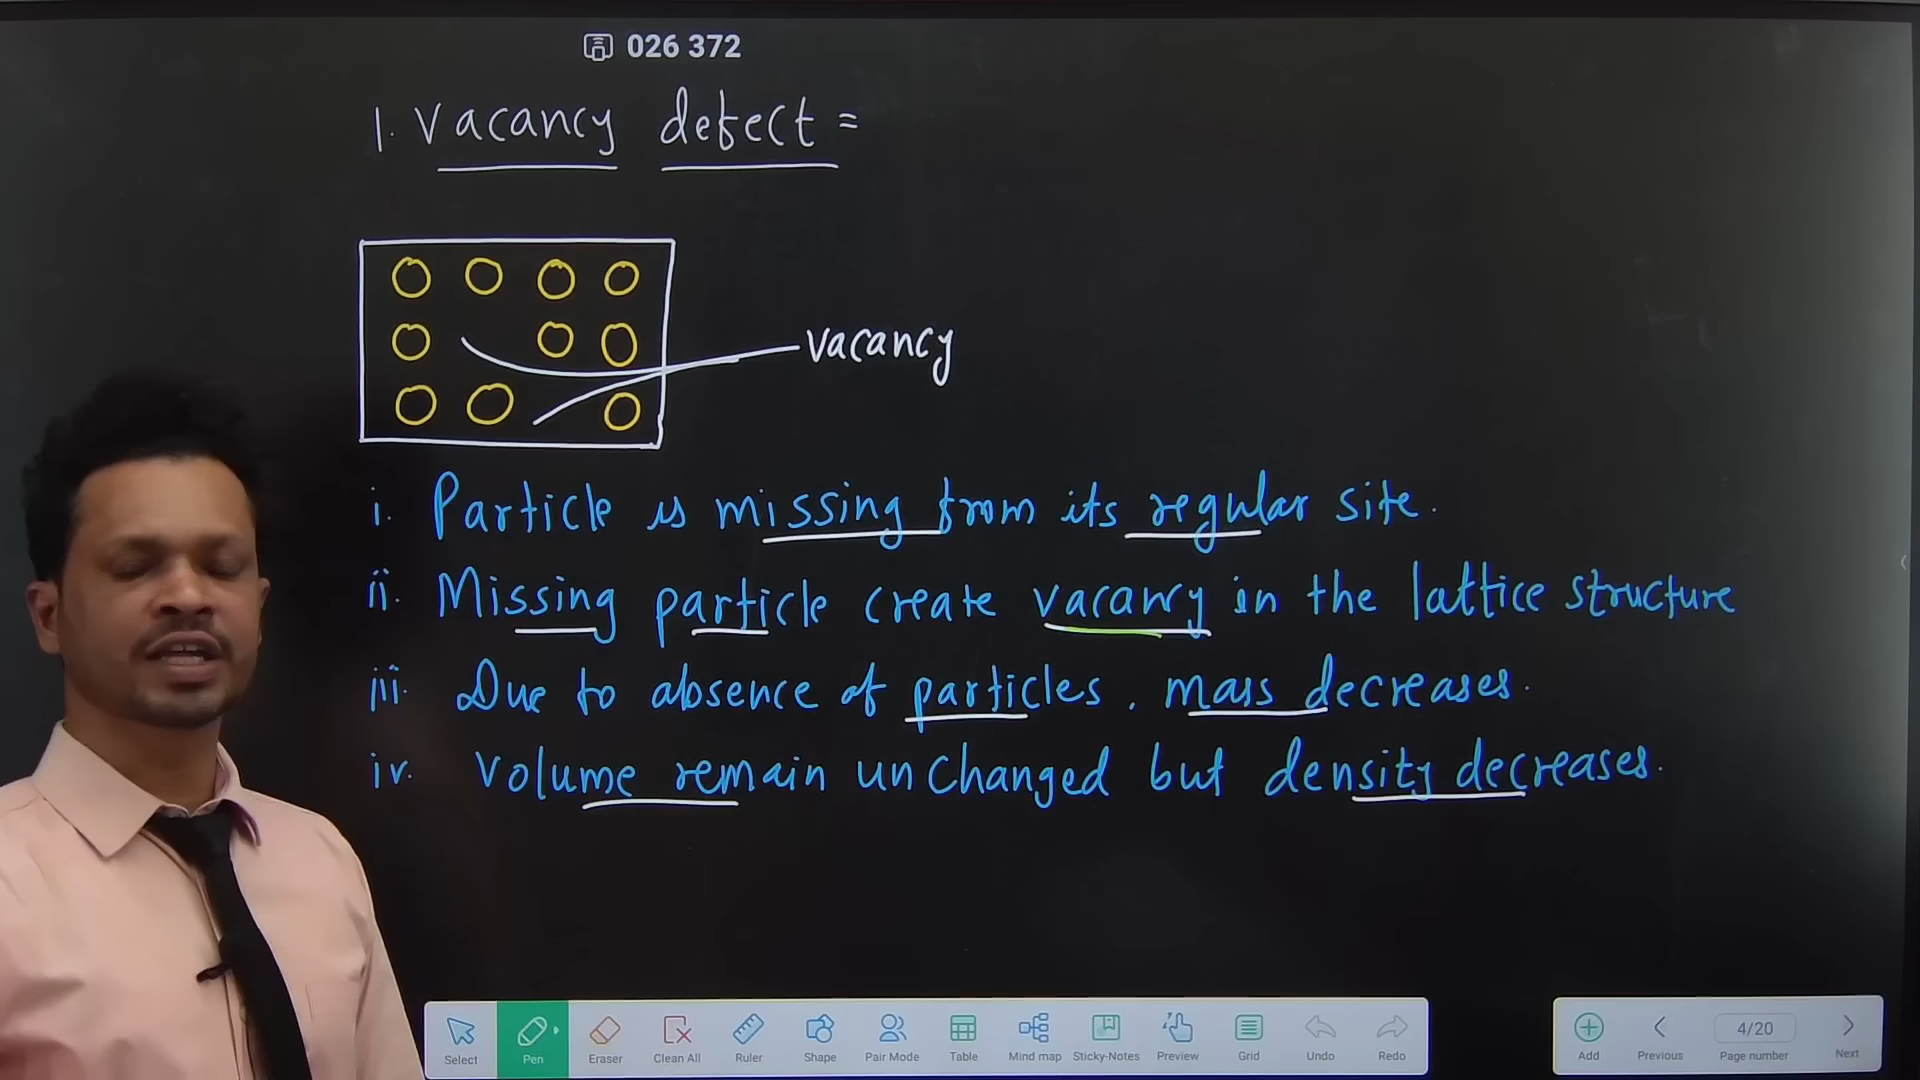 026 372
1. Vacancy defect =
vacancy
i. Particle is missing from its regular site.
ii. Missing particle create vacancy in the lattice structure
iii. Due to absence of particles, mass decreases.
iv. Volume remain unchanged but density decreases.
Select Pen Eraser Clean All Ruler Shape Pair Mode Table Mind map Sticky-Notes Preview Grid Undo Redo
4/20
Add Previous Page number Next